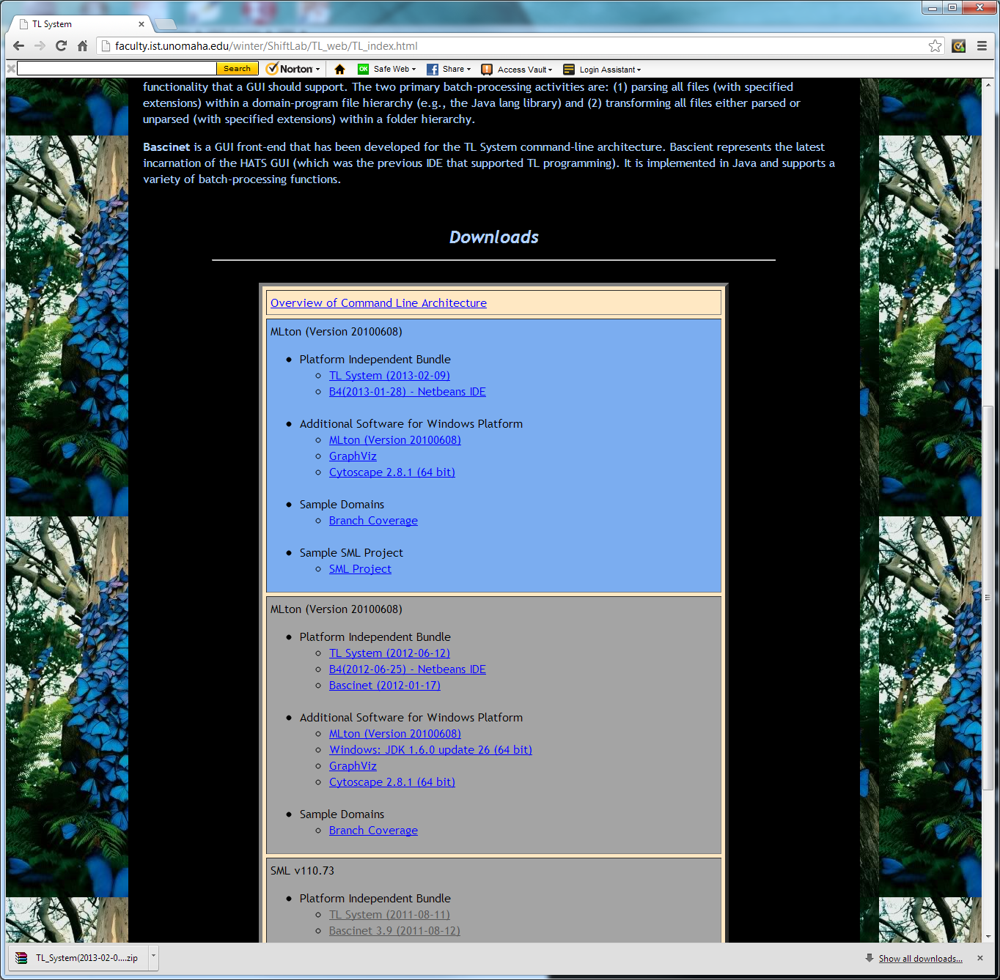 TL System
faculty.ist.unomaha.edu/winter/ShiftLab/TL_web/TL_index.html
Search Norton OK Safe Web Share Access Vault Login Assistant
functionality that a GUI should support. The two primary batch-processing activities are: (1) parsing all files (with specified
extensions) within a domain-program file hierarchy (e.g., the Java lang library) and (2) transforming all files either parsed or
unparsed (with specified extensions) within a folder hierarchy.
Bascinet is a GUI front-end that has been developed for the TL System command-line architecture. Bascient represents the latest
incarnation of the HATS GUI (which was the previous IDE that supported TL programming). It is implemented in Java and supports a
variety of batch-processing functions.
Downloads
Overview of Command Line Architecture
MLton (Version 20100608)
Platform Independent Bundle
TL System (2013-02-09)
B4(2013-01-28) - Netbeans IDE
Additional Software for Windows Platform
MLton (Version 20100608)
GraphViz
Cytoscape 2.8.1 (64 bit)
Sample Domains
Branch Coverage
Sample SML Project
SML Project
MLton (Version 20100608)
Platform Independent Bundle
TL System (2012-06-12)
B4(2012-06-25) - Netbeans IDE
Bascinet (2012-01-17)
Additional Software for Windows Platform
MLton (Version 20100608)
Windows: JDK 1.6.0 update 26 (64 bit)
GraphViz
Cytoscape 2.8.1 (64 bit)
Sample Domains
Branch Coverage
SML v110.73
Platform Independent Bundle
TL System (2011-08-11)
Bascinet 3.9 (2011-08-12)
TL_System(2013-02-0....zip
Show all downloads...